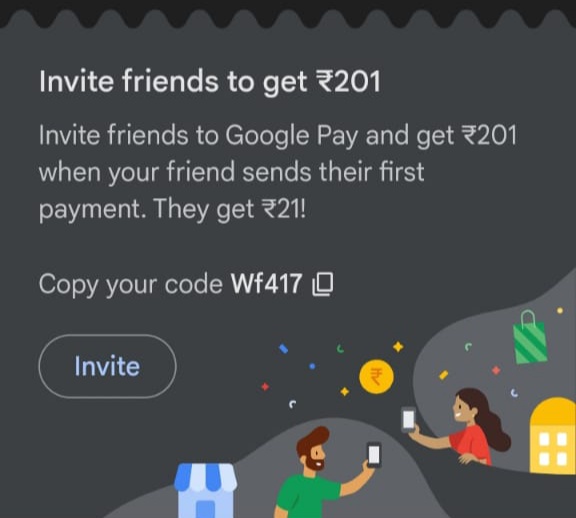 Invite friends to get ₹201
Invite friends to Google Pay and get ₹201
when your friend sends their first
payment. They get ₹21!
Copy your code Wf417
Invite
₹